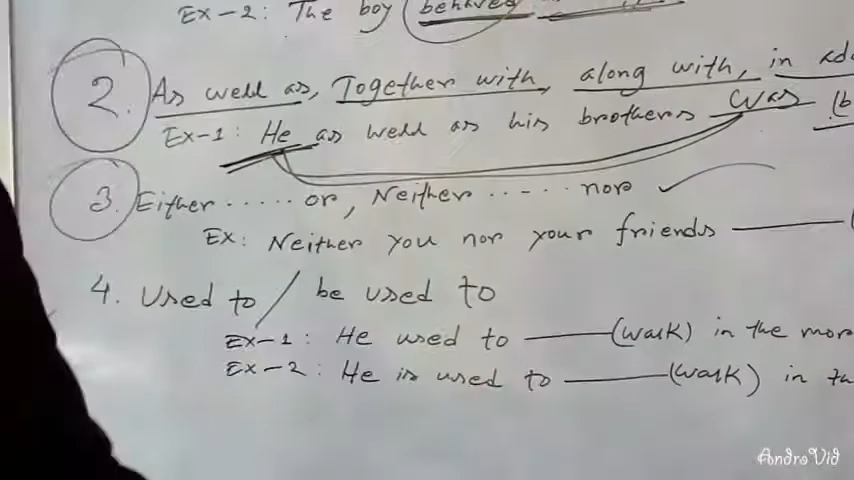 Ex-2: The boy behaved
2. As well as, Together with, along with, in add
Ex-1: He as well as his brothers was (b
3. Either ..... or, Neither ..... nor
Ex: Neither you nor your friends ——— (
4. Used to / be used to
Ex-1: He used to ———(walk) in the mor
Ex-2: He is used to ———(walk) in th
AndroVid